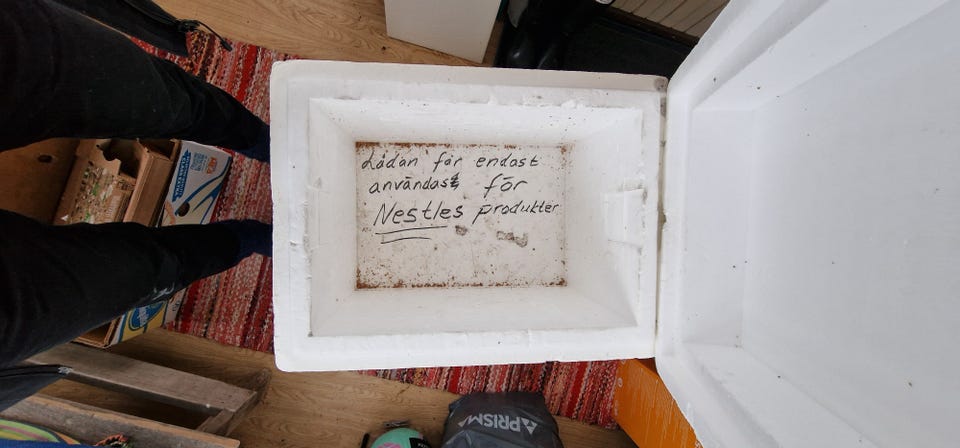 Lådan får endast
användas för
Nestles produkter
PRISMA